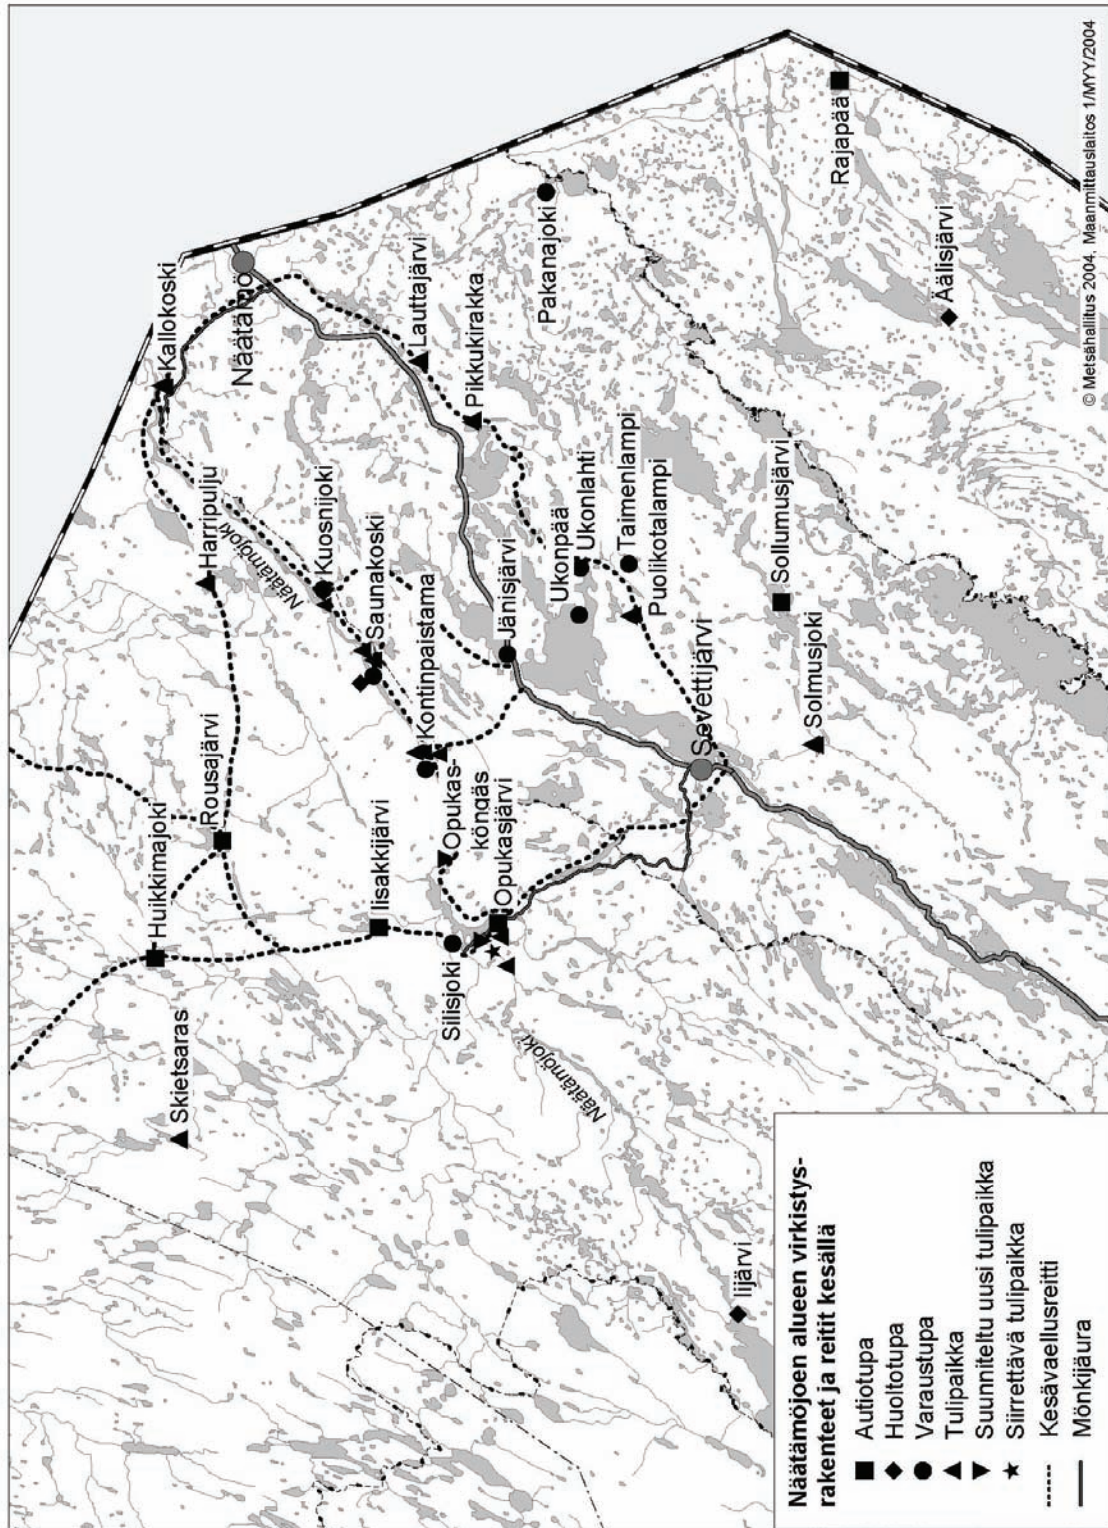 Skietsaras
Huikkimajoki
Rousajärvi
Harripulju
Kallokoski
Näätämö
Näätämöjoki
Kuosnijoki
Saunakoski
Kontinpaistama
Iisakkijärvi
Silisjoki
Opukas-
köngäs
Opukasjärvi
Näätämöjoki
Lauttajärvi
Pikkukirakka
Jänisjärvi
Pakanajoki
Ukonpää
Ukonlahti
Taimenlampi
Puolikotalampi
Sevettijärvi
Sollumusjärvi
Solmusjoki
Rajapää
Äälisjärvi
Iijärvi
Näätämöjoen alueen virkistys-
rakenteet ja reitit kesällä
Autiotupa
Huoltotupa
Varaustupa
Tulipaikka
Suunniteltu uusi tulipaikka
Siirrettävä tulipaikka
Kesävaellusreitti
Mönkijäura
© Metsähallitus 2004, Maanmittauslaitos 1/MYY/2004